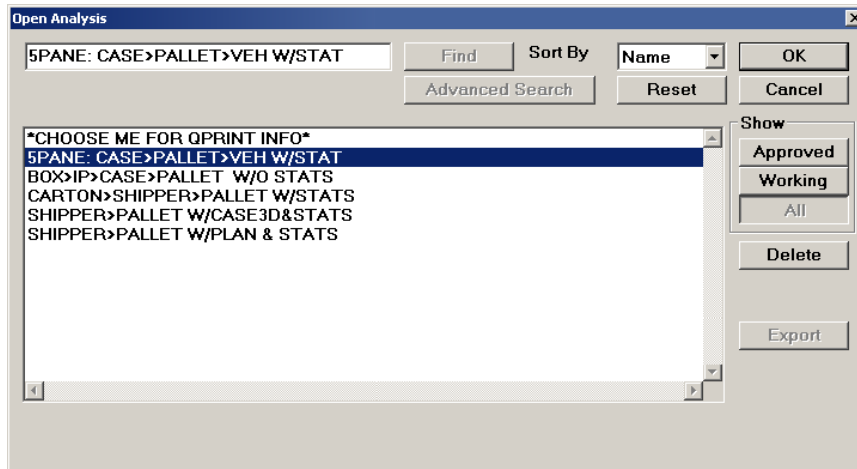 Open Analysis
5PANE: CASE>PALLET>VEH W/STAT
Find
Sort By
Name
OK
Advanced Search
Reset
Cancel
*CHOOSE ME FOR QPRINT INFO*
5PANE: CASE>PALLET>VEH W/STAT
BOX>IP>CASE>PALLET  W/O STATS
CARTON>SHIPPER>PALLET W/STATS
SHIPPER>PALLET W/CASE3D&STATS
SHIPPER>PALLET W/PLAN & STATS
Show
Approved
Working
All
Delete
Export